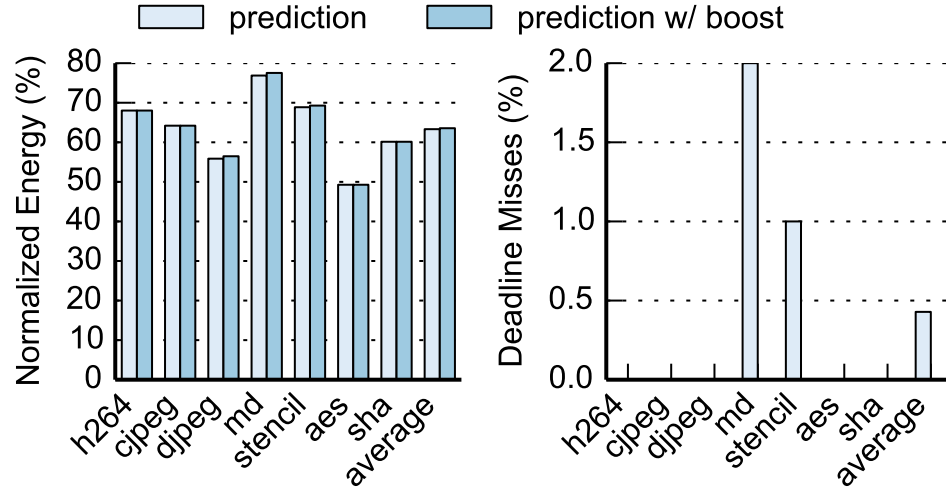 prediction
prediction w/ boost
Normalized Energy (%)
80
70
60
50
40
30
20
10
0
h264
cjpeg
djpeg
md
stencil
aes
sha
average
Deadline Misses (%)
2.0
1.5
1.0
0.5
0.0
h264
cjpeg
djpeg
md
stencil
aes
sha
average